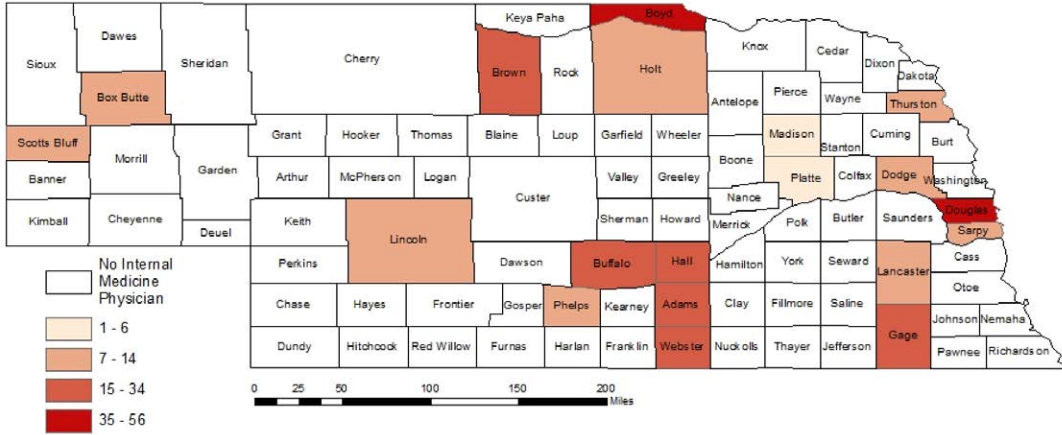 Keya Paha Boyd
Dawes
Sioux Sheridan Cherry Knox Cedar Dixon
Brown Rock Holt Dakota
Box Butte Antelope Pierce Wayne Thurston
Scotts Bluff Grant Hooker Thomas Blaine Loup Garfield Wheeler Madison Stanton Cuming Burt
Morrill Garden Boone
Banner Arthur McPherson Logan Custer Valley Greeley Platte Colfax Dodge Washington
Nance
Kimball Cheyenne Keith Sherman Howard Merrick Polk Butler Saunders Douglas
Deuel Lincoln Sarpy
Perkins Dawson Buffalo Hall Hamilton York Seward Lancaster Cass
Otoe
Chase Hayes Frontier Gosper Phelps Kearney Adams Clay Fillmore Saline Johnson Nemaha
Dundy Hitchcock Red Willow Furnas Harlan Franklin Webster Nuckolls Thayer Jefferson Gage Pawnee Richardson
No Internal
Medicine
Physician
1 - 6
7 - 14
15 - 34
35 - 56
0 25 50 100 150 200
Miles